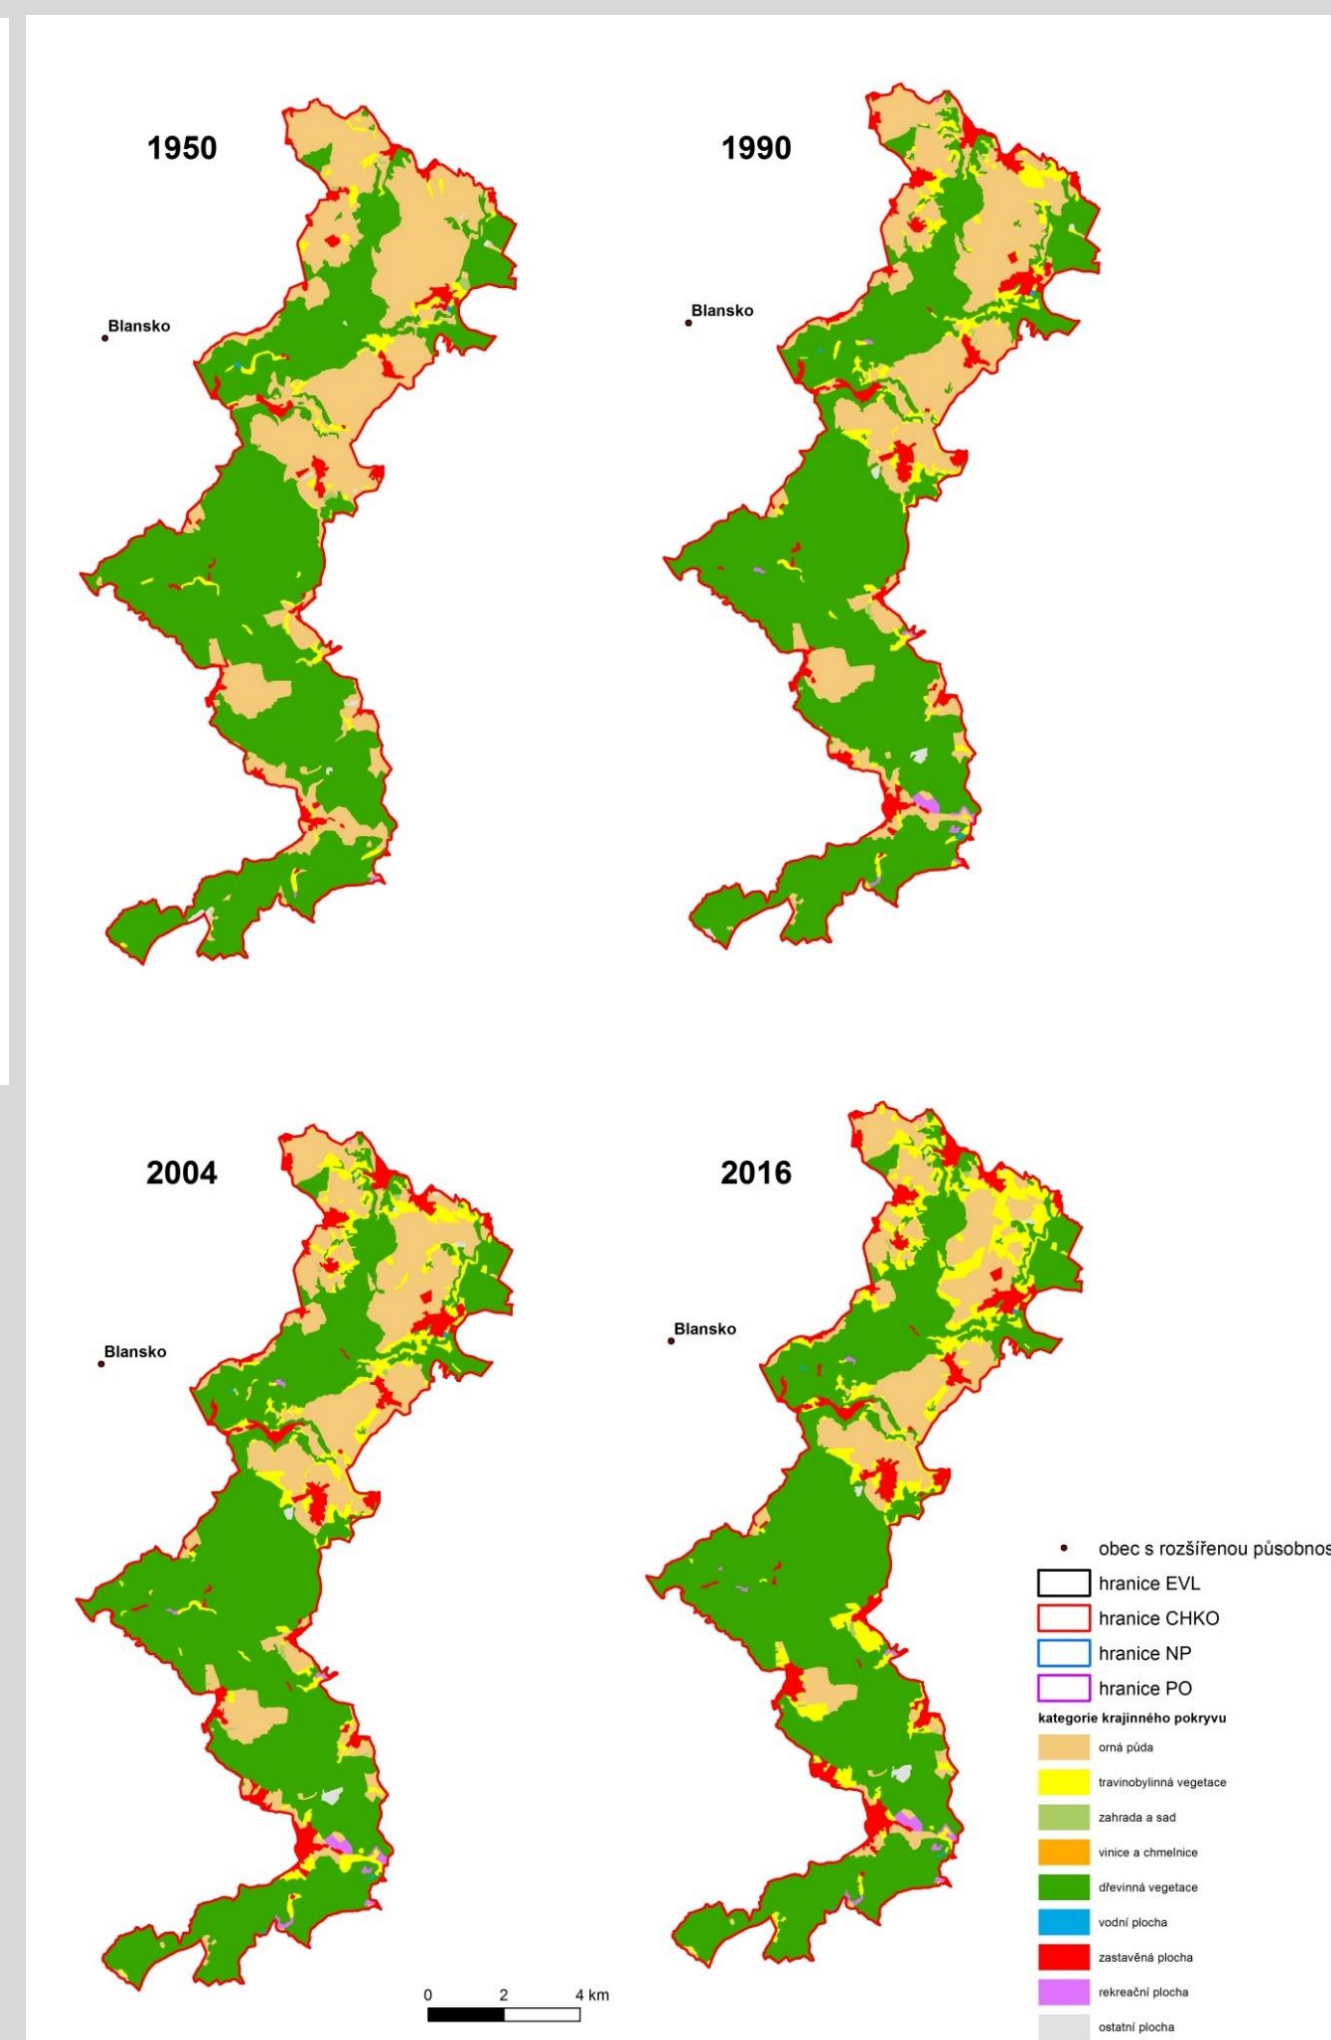 1950
1990
Blansko
Blansko
2004
2016
Blansko
Blansko
obec s rozšířenou
hranice EVL
hranice CHKO
hranice NP
hranice PO
kategorie krajinného pokryvu
orná půda
travinobylinná vegetace
zahrada a sad
vinice a chmelnice
dřevinná vegetace
vodní plocha
zastavěná plocha
rekreační plocha
ostatní plocha
0 2 4 km